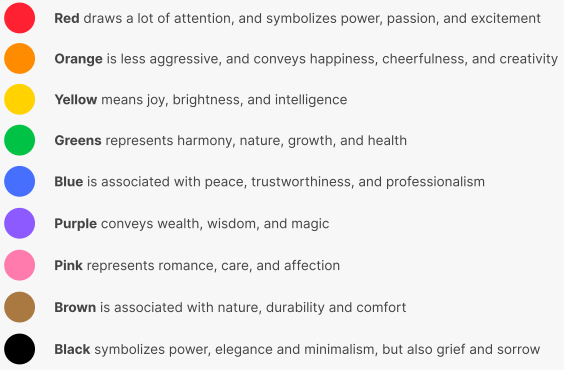 Red draws a lot of attention, and symbolizes power, passion, and excitement
Orange is less aggressive, and conveys happiness, cheerfulness, and creativity
Yellow means joy, brightness, and intelligence
Greens represents harmony, nature, growth, and health
Blue is associated with peace, trustworthiness, and professionalism
Purple conveys wealth, wisdom, and magic
Pink represents romance, care, and affection
Brown is associated with nature, durability and comfort
Black symbolizes power, elegance and minimalism, but also grief and sorrow